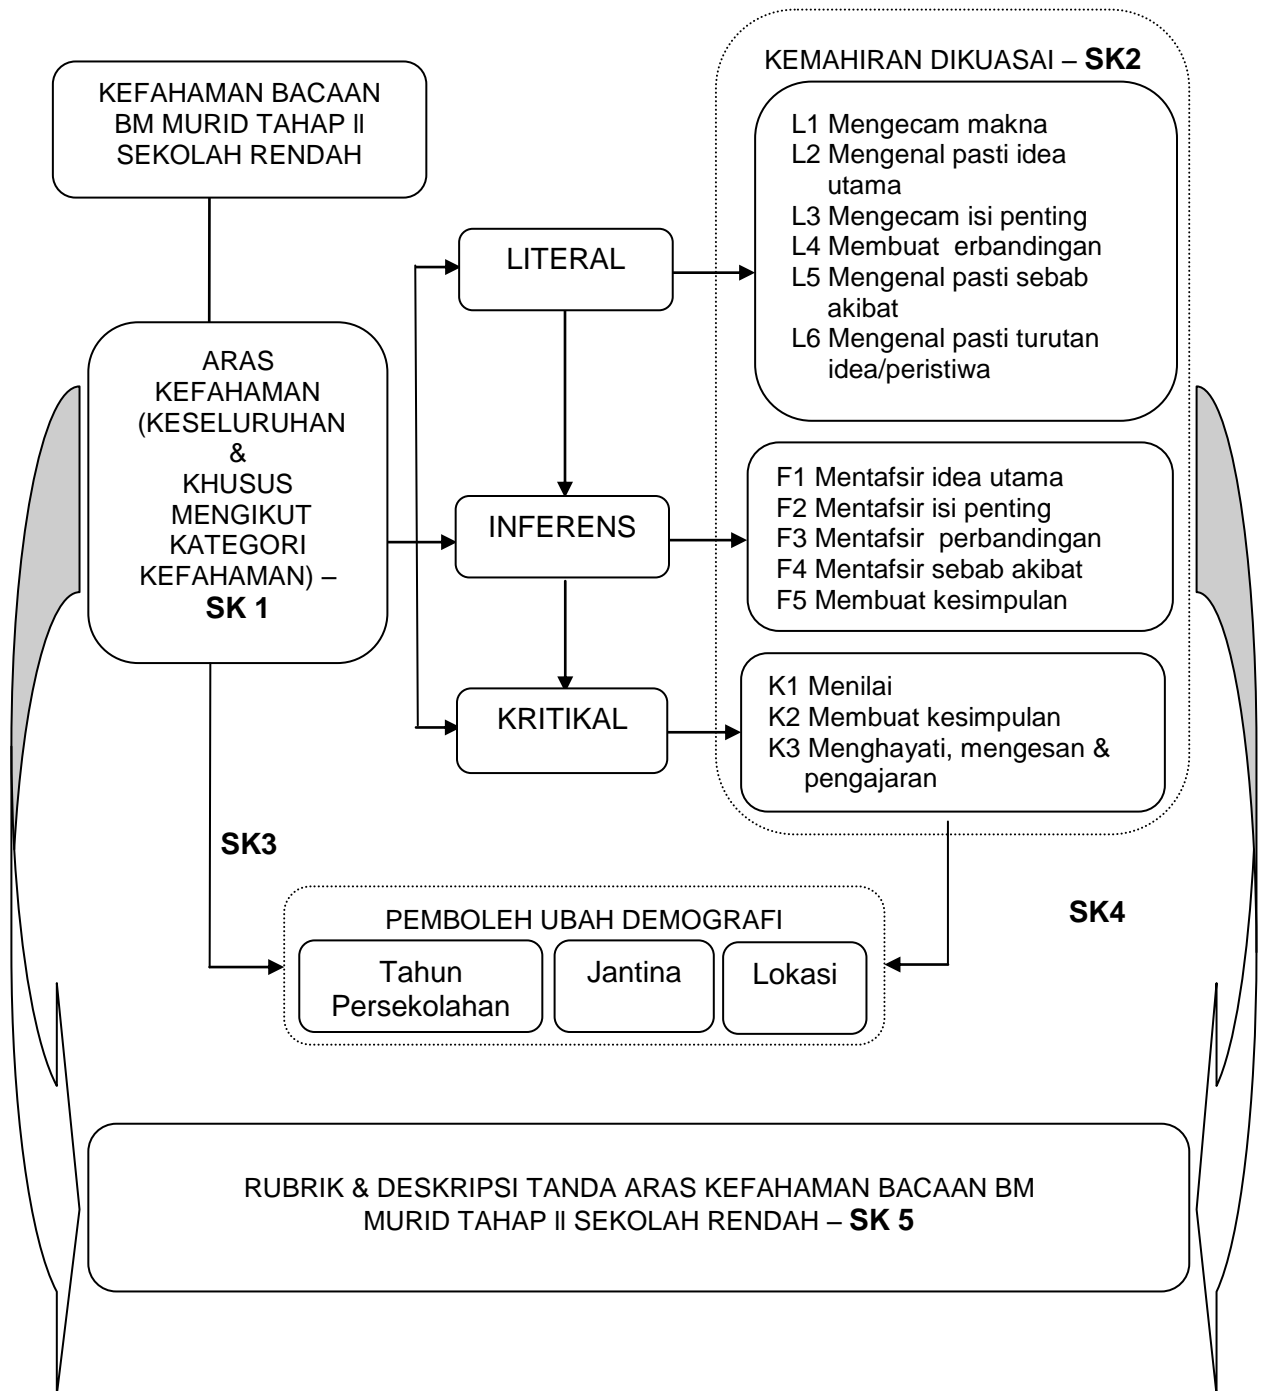 KEFAHAMAN BACAAN
BM MURID TAHAP II
SEKOLAH RENDAH
ARAS
KEFAHAMAN
(KESELURUHAN
&
KHUSUS
MENGIKUT
KATEGORI
KEFAHAMAN) –
SK 1
LITERAL
INFERENS
KRITIKAL
KEMAHIRAN DIKUASAI – SK2
L1 Mengecam makna
L2 Mengenal pasti idea
utama
L3 Mengecam isi penting
L4 Membuat erbandingan
L5 Mengenal pasti sebab
akibat
L6 Mengenal pasti turutan
idea/peristiwa
F1 Mentafsir idea utama
F2 Mentafsir isi penting
F3 Mentafsir perbandingan
F4 Mentafsir sebab akibat
F5 Membuat kesimpulan
K1 Menilai
K2 Membuat kesimpulan
K3 Menghayati, mengesan &
pengajaran
SK3
SK4
PEMBOLEH UBAH DEMOGRAFI
Tahun
Persekolahan
Jantina
Lokasi
RUBRIK & DESKRIPSI TANDA ARAS KEFAHAMAN BACAAN BM
MURID TAHAP II SEKOLAH RENDAH – SK 5